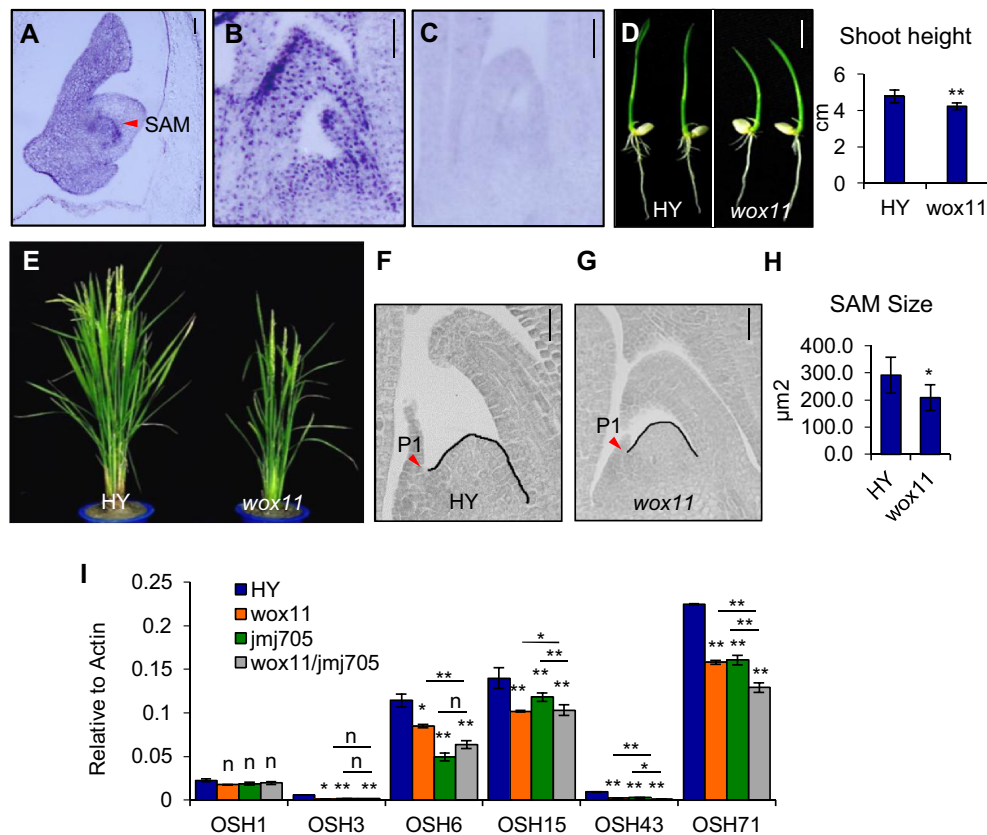 A
B
C
D
SAM
HY
wox11
Shoot height
cm
6
4
2
0
**
HY
wox11
E
HY
wox11
F
P1
HY
G
P1
wox11
H
SAM Size
µm2
400.0
300.0
200.0
100.0
0.0
*
HY
wox11
I
Relative to Actin
0.25
0.2
0.15
0.1
0.05
0
HY
wox11
jmj705
wox11/jmj705
n n n
n
n
* ** **
**
n
* ** **
*
**
** ** **
**
*
** ** **
**
**
** ** **
OSH1 OSH3 OSH6 OSH15 OSH43 OSH71